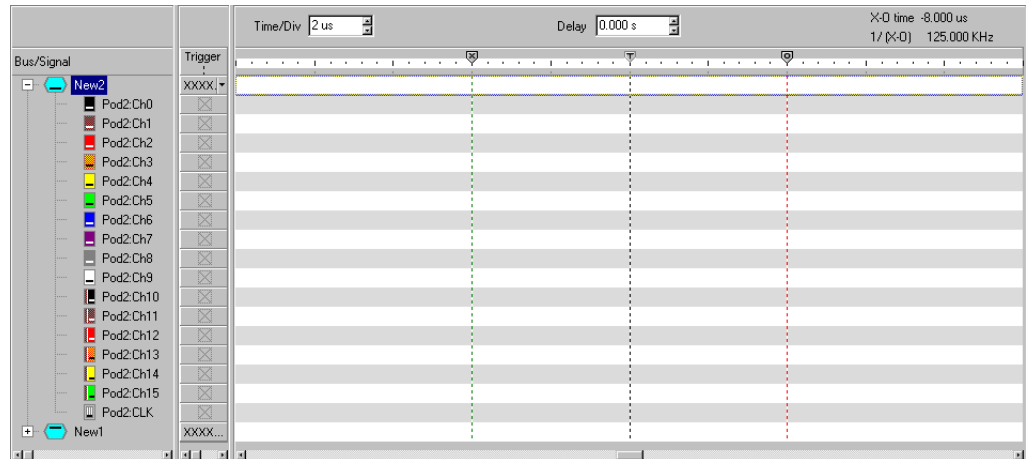 Time/Div 2 us Delay 0.000 s X-O time -8.000 us
1/ (X-O) 125.000 KHz
Bus/Signal Trigger
X T O
New2 XXXX.
Pod2:Ch0
Pod2:Ch1
Pod2:Ch2
Pod2:Ch3
Pod2:Ch4
Pod2:Ch5
Pod2:Ch6
Pod2:Ch7
Pod2:Ch8
Pod2:Ch9
Pod2:Ch10
Pod2:Ch11
Pod2:Ch12
Pod2:Ch13
Pod2:Ch14
Pod2:Ch15
Pod2:CLK
New1 XXXX...